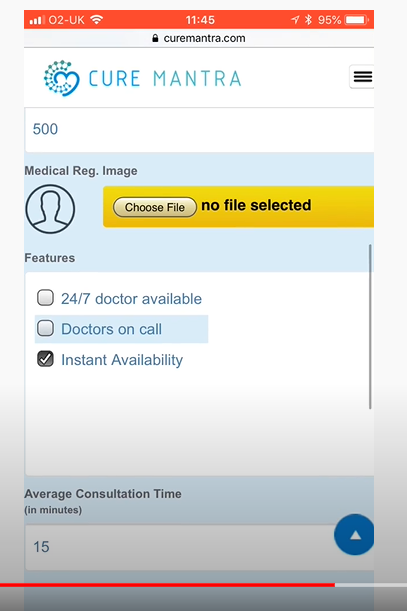 O2-UK 11:45 95%
curemantra.com
CURE MANTRA
500
Medical Reg. Image
Choose File no file selected
Features
24/7 doctor available
Doctors on call
Instant Availability
Average Consultation Time
(in minutes)
15